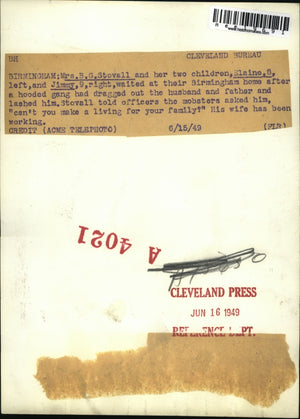 BH CLEVELAND BUREAU
BIRMINGHAM;Mrs.B.G.Stovall and her two children,Elaine,8,
left,and Jimmy,9,right,waited at their Birmingham home after
a hooded gang had dragged out the husband and father and
lashed him.Stovall told officers the mobsters asked him,
"can't you make a living for your family?" His wife has been
working.
CREDIT (ACME TELEPHOTO) 6/15/49 (FLR)
A 4021
CLEVELAND PRESS
JUN 16 1949
REFERENCE DEPT.